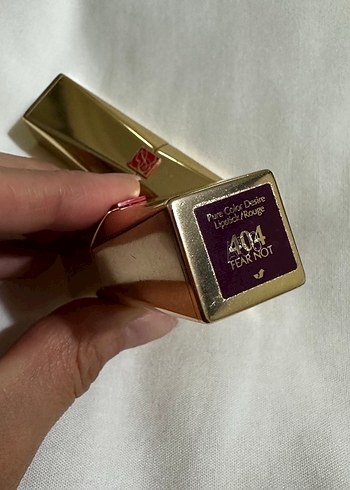 Pure Color Desire
Lipstick/Rouge
404
FEAR NOT